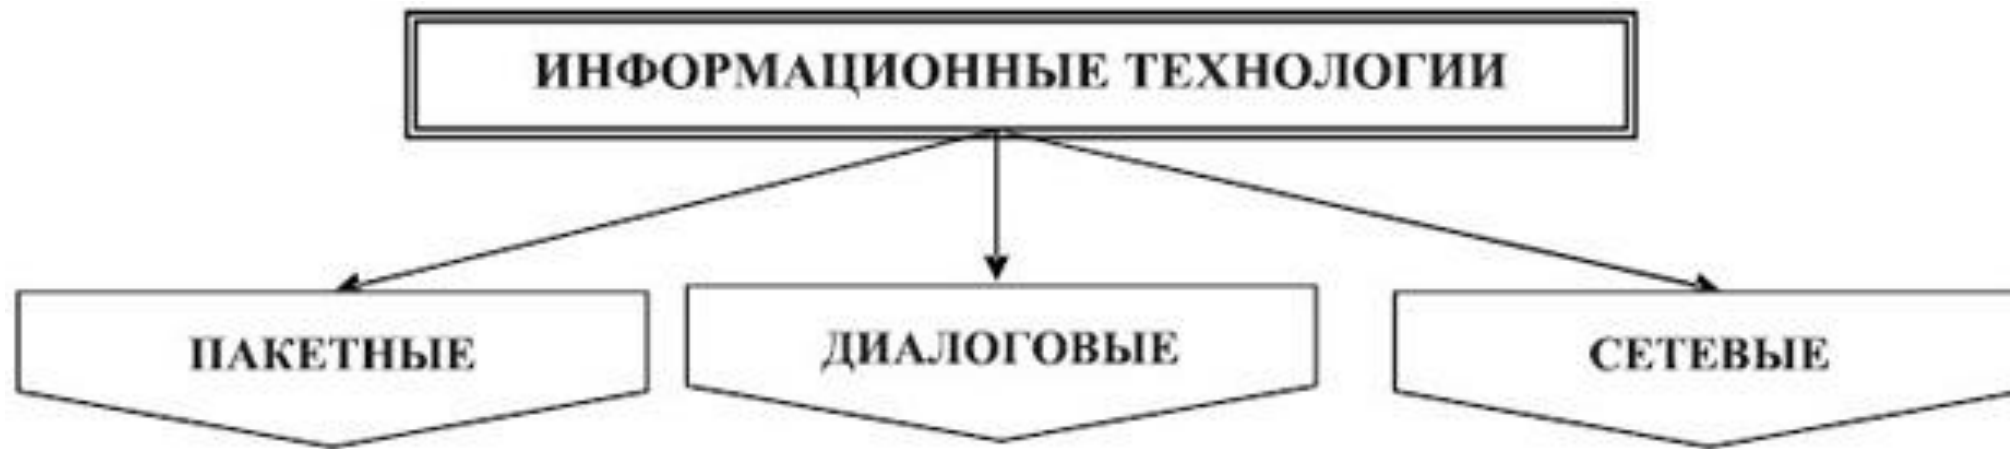 ИНФОРМАЦИОННЫЕ ТЕХНОЛОГИИ
ПАКЕТНЫЕ
ДИАЛОГОВЫЕ
СЕТЕВЫЕ